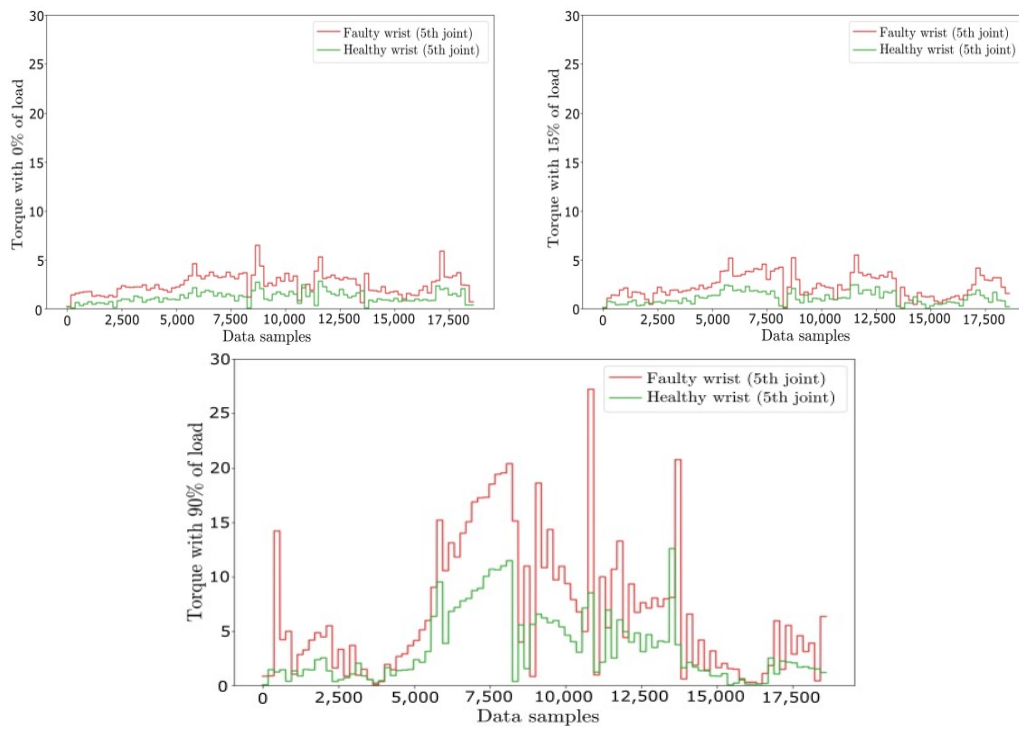 Torque with 0% of load
30
25
20
15
10
5
0
Faulty wrist (5th joint)
Healthy wrist (5th joint)
0 2,500 5,000 7,500 10,000 12,500 15,000 17,500
Data samples
Torque with 15% of load
30
25
20
15
10
5
0
Faulty wrist (5th joint)
Healthy wrist (5th joint)
0 2,500 5,000 7,500 10,000 12,500 15,000 17,500
Data samples
Torque with 90% of load
30
25
20
15
10
5
0
Faulty wrist (5th joint)
Healthy wrist (5th joint)
0 2,500 5,000 7,500 10,000 12,500 15,000 17,500
Data samples